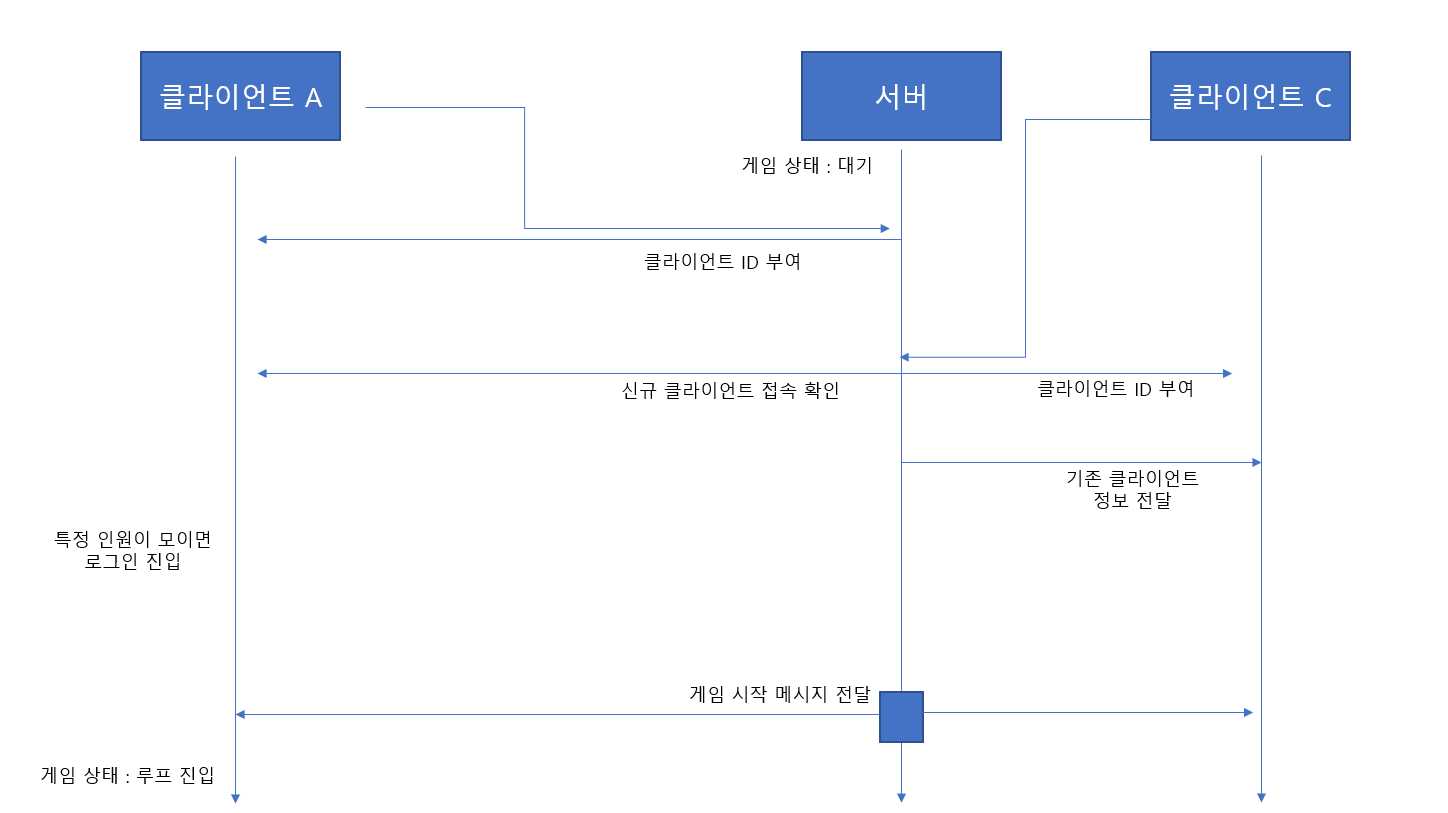 클라이언트 A
서버
클라이언트 C
게임 상태 : 대기
클라이언트 ID 부여
신규 클라이언트 접속 확인
클라이언트 ID 부여
기존 클라이언트
정보 전달
특정 인원이 모이면
로그인 진입
게임 시작 메시지 전달
게임 상태 : 루프 진입